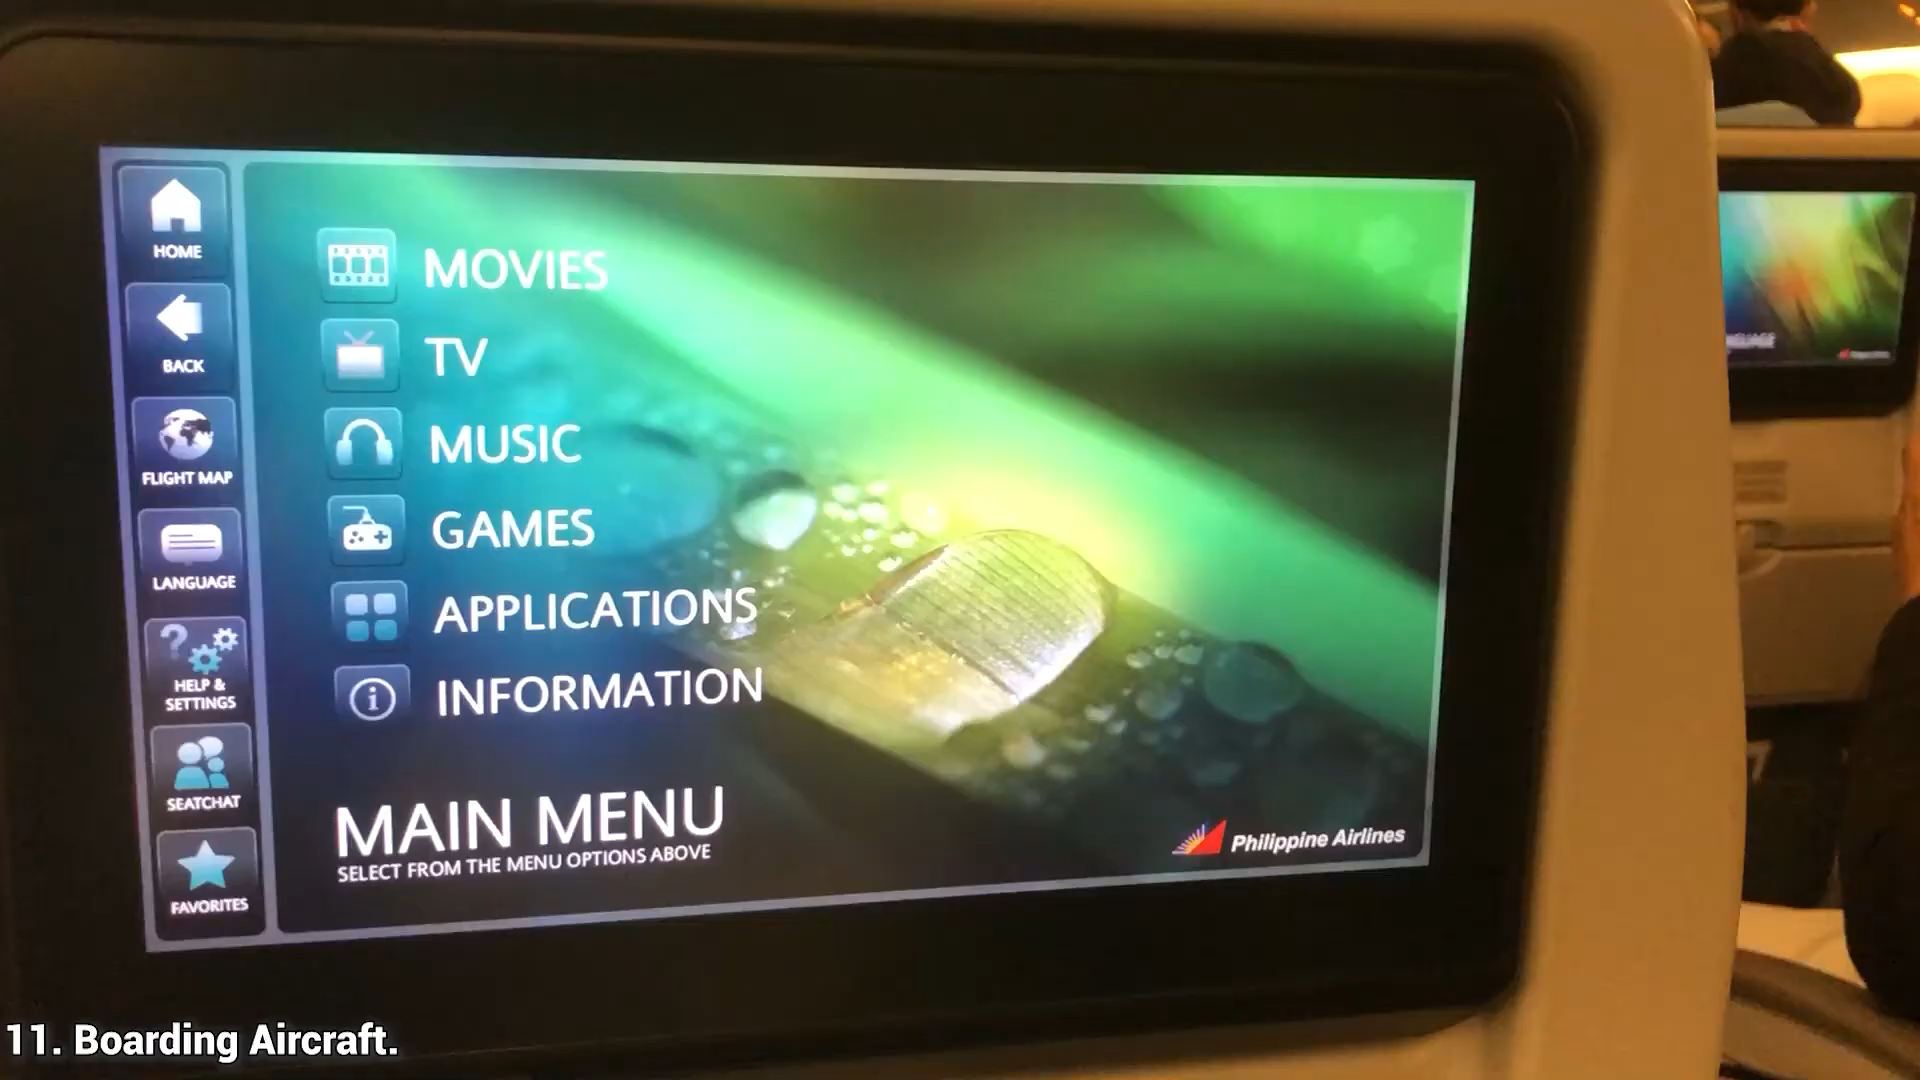 HOME
BACK
FLIGHT MAP
LANGUAGE
HELP &
SETTINGS
SEATCHAT
FAVORITES
MOVIES
TV
MUSIC
GAMES
APPLICATIONS
INFORMATION
MAIN MENU
SELECT FROM THE MENU OPTIONS ABOVE
Philippine Airlines
11. Boarding Aircraft.